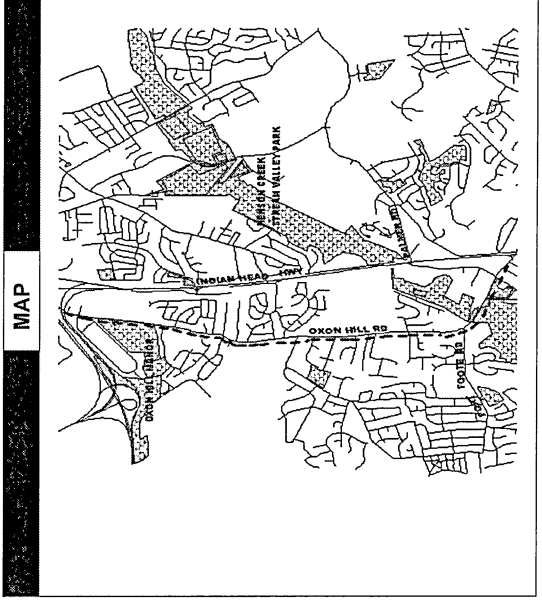 MAP
HENSON CREEK
STREAM VALLEY PARK
INDIAN HEAD HWY
OXON HILL MANOR
OXON HILL RD
PALMER RD
FORT
FOOTE RD